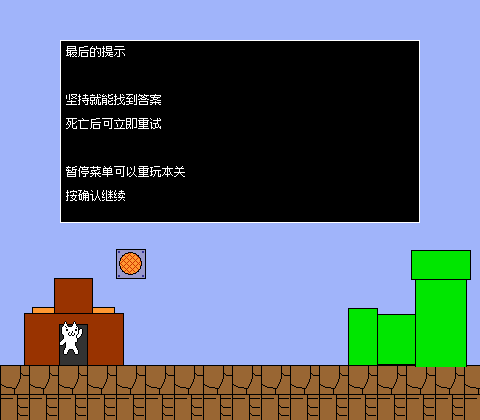 最后的提示
坚持就能找到答案
死亡后可立即重试
暂停菜单可以重玩本关
按确认继续